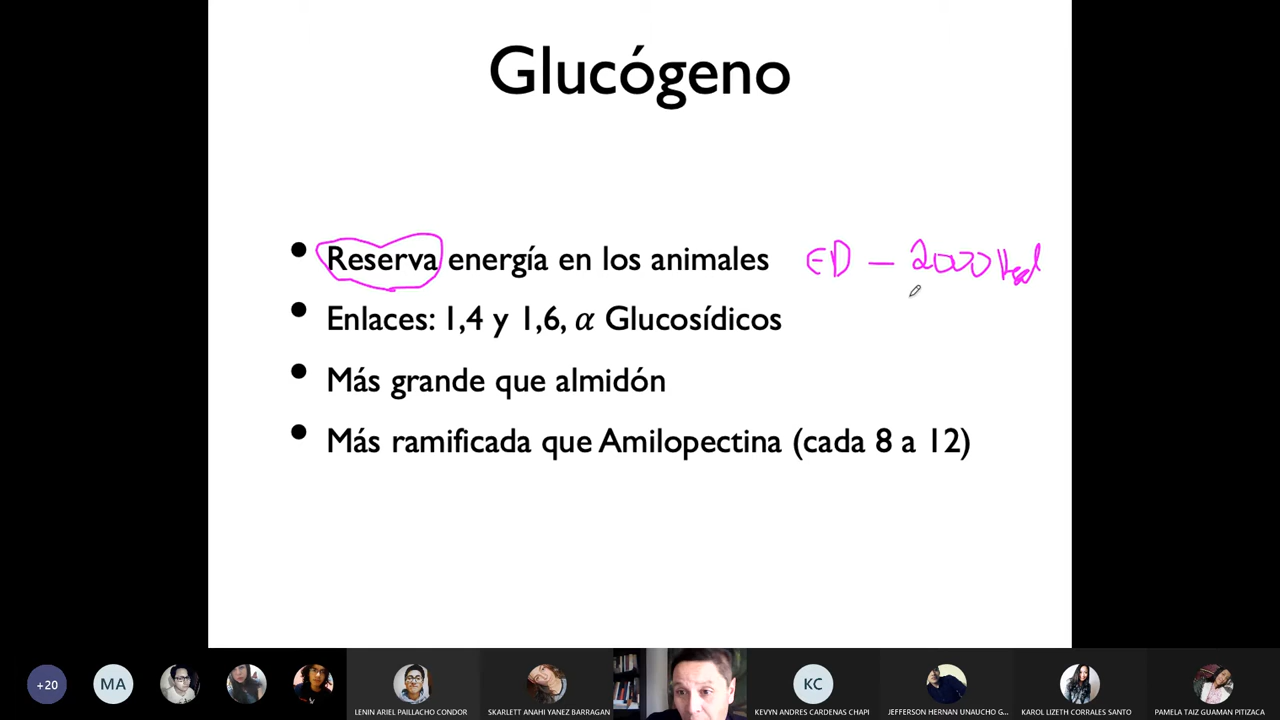 Glucógeno
• Reserva energía en los animales ED — 2000 Kcal
• Enlaces: 1,4 y 1,6, α Glucosídicos
• Más grande que almidón
• Más ramificada que Amilopectina (cada 8 a 12)
+20
MA
KC
LENIN ARIEL PAILLACHO CONDOR
SKARLETT ANAHI YANEZ BARRAGAN
KEVYN ANDRES CARDENAS CHAPI
JEFFERSON HERNAN UNAUCHO G...
KAROL LIZETH CORRALES SANTO
PAMELA TAIZ GUAMAN PITIZACA